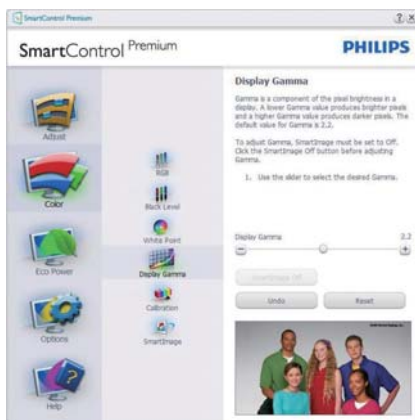 SmartControl Premium
SmartControl Premium
PHILIPS
Adjust
Color
Eco Power
Options
Help
RGB
Black Level
White Point
Display Gamma
Calibration
SmartImage
Display Gamma
Gamma is a component of the pixel brightness in a
display. A lower Gamma value produces brighter pixels
and a higher Gamma value produces darker pixels. The
default value for Gamma is 2.2.
To adjust Gamma, SmartImage must be set to Off.
Click the SmartImage Off button before adjusting
Gamma.
1. Use the slider to select the desired Gamma.
Display Gamma 2.2
SmartImage Off
Undo
Reset